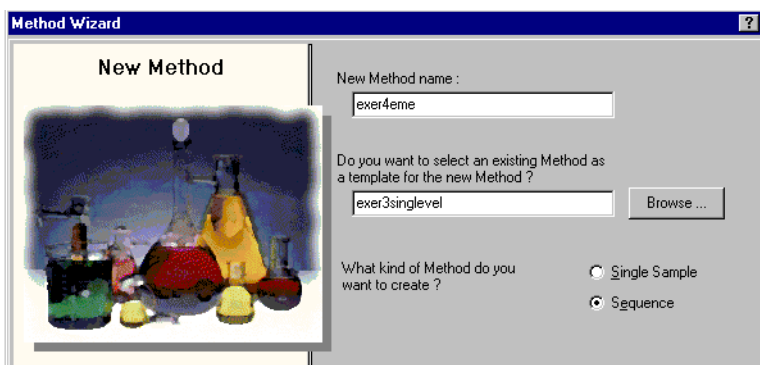 Method Wizard
?
New Method
New Method name :
exer4eme
Do you want to select an existing Method as
a template for the new Method ?
exer3singlevel
Browse ...
What kind of Method do you
want to create ?
Single Sample
Sequence